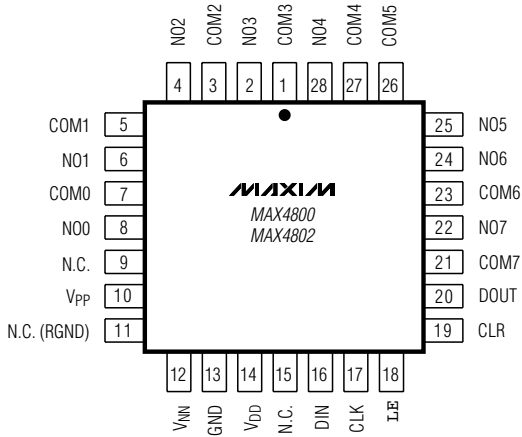 NO2 COM2 NO3 COM3 NO4 COM4 COM5
4 3 2 1 28 27 26
COM1 5 25 NO5
NO1 6 24 NO6
COM0 7 23 COM6
MAXIM
NO0 8 22 NO7
MAX4800
MAX4802
N.C. 9 21 COM7
VPP 10 20 DOUT
N.C. (RGND) 11 19 CLR
12 13 14 15 16 17 18
VNN GND VDD N.C. DIN CLK LE